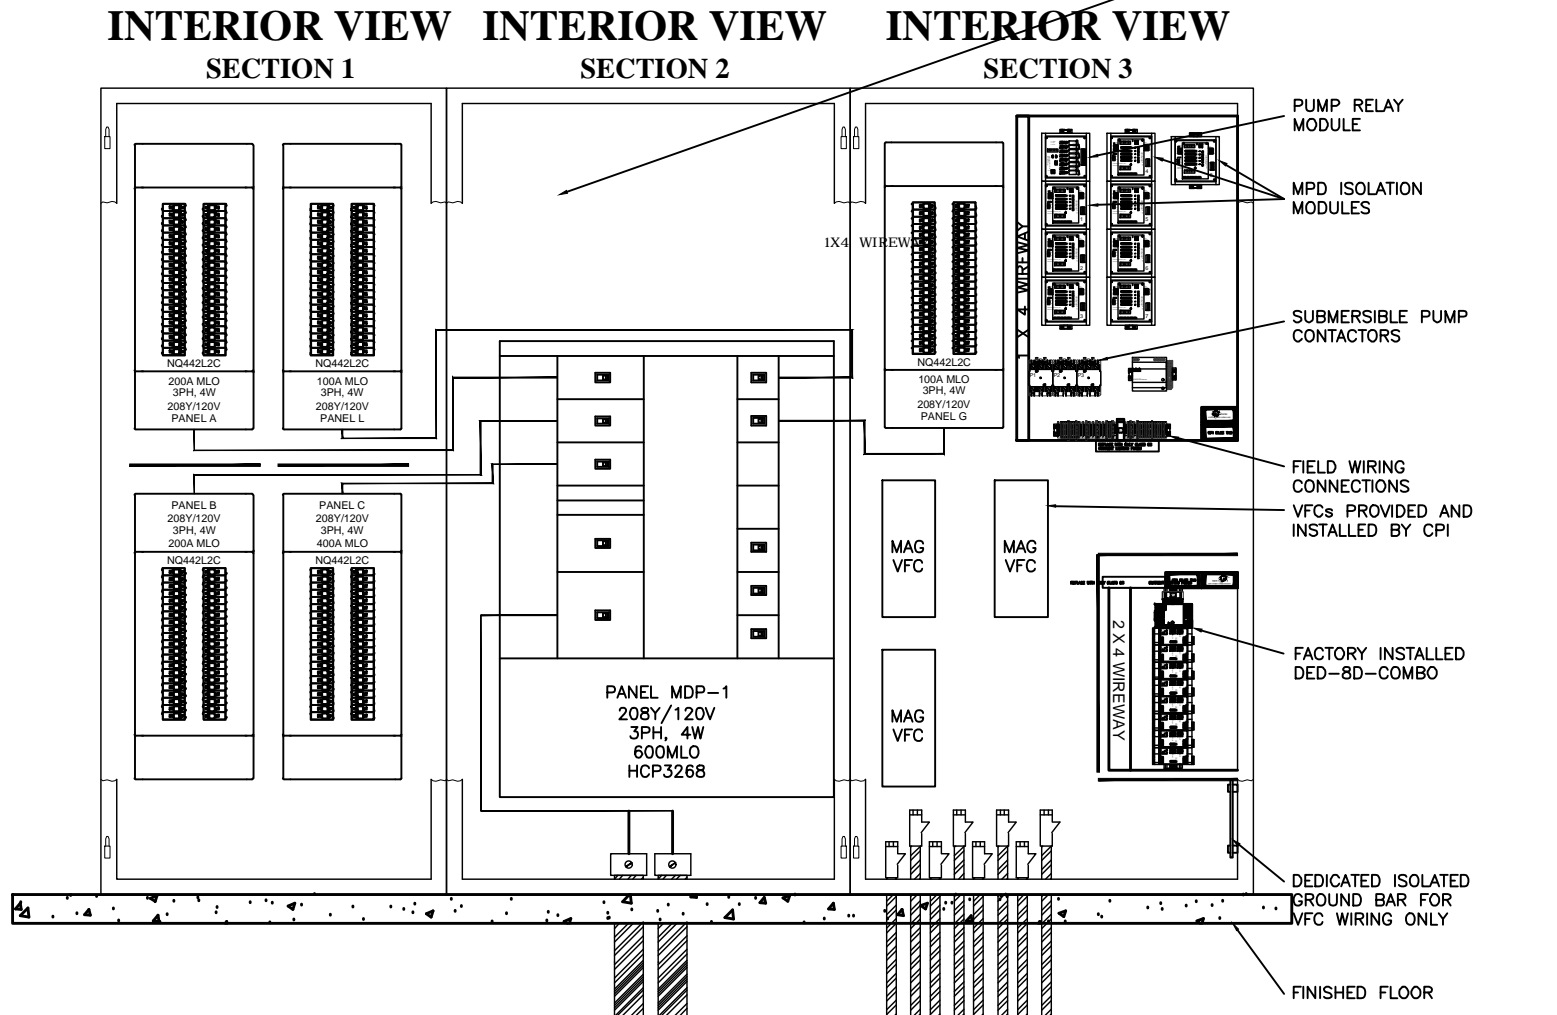 INTERIOR VIEW
SECTION 1
INTERIOR VIEW
SECTION 2
INTERIOR VIEW
SECTION 3
NQ442L2C
200A MLO
3PH, 4W
208Y/120V
PANEL A
NQ442L2C
100A MLO
3PH, 4W
208Y/120V
PANEL L
PANEL B
208Y/120V
3PH, 4W
200A MLO
NQ442L2C
PANEL C
208Y/120V
3PH, 4W
400A MLO
NQ442L2C
PANEL MDP-1
208Y/120V
3PH, 4W
600MLO
HCP3268
1X4 WIREWAY
NQ442L2C
100A MLO
3PH, 4W
208Y/120V
PANEL G
1 X 4 WIREWAY
P1 P2 P3
MAG
VFC
MAG
VFC
MAG
VFC
2 X 4 WIREWAY
PUMP RELAY
MODULE
MPD ISOLATION
MODULES
SUBMERSIBLE PUMP
CONTACTORS
FIELD WIRING
CONNECTIONS
VFCs PROVIDED AND
INSTALLED BY CPI
FACTORY INSTALLED
DED-8D-COMBO
DEDICATED ISOLATED
GROUND BAR FOR
VFC WIRING ONLY
FINISHED FLOOR